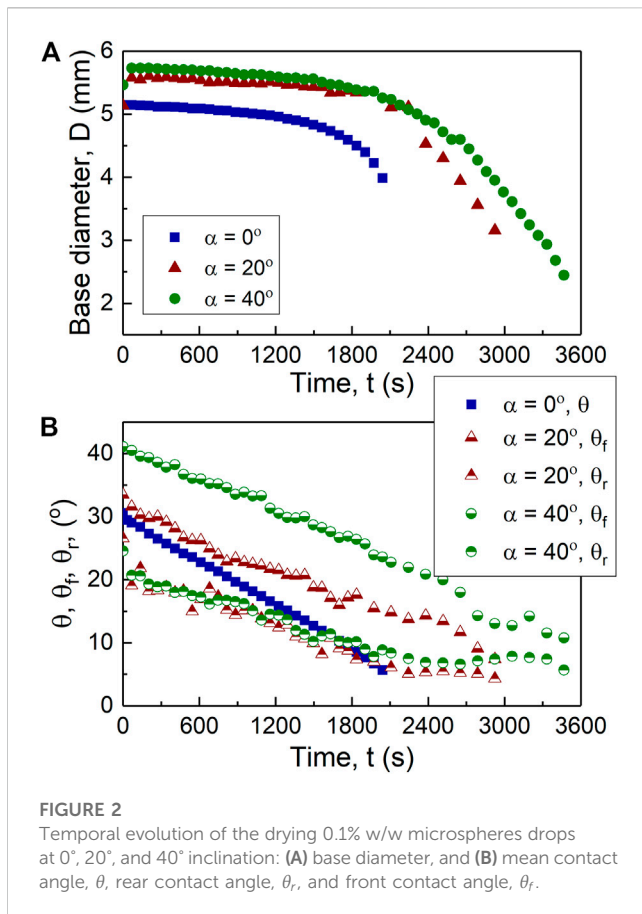 A
Base diameter, D (mm)
6
5
4
3
2
α = 0°
α = 20°
α = 40°
0 600 1200 1800 2400 3000 3600
Time, t (s)
B
θ, θf, θr, (°)
40
30
20
10
0
α = 0°, θ
α = 20°, θf
α = 20°, θr
α = 40°, θf
α = 40°, θr
0 600 1200 1800 2400 3000 3600
Time, t (s)
FIGURE 2
Temporal evolution of the drying 0.1% w/w microspheres drops
at 0°, 20°, and 40° inclination: (A) base diameter, and (B) mean contact
angle, θ, rear contact angle, θr, and front contact angle, θf.